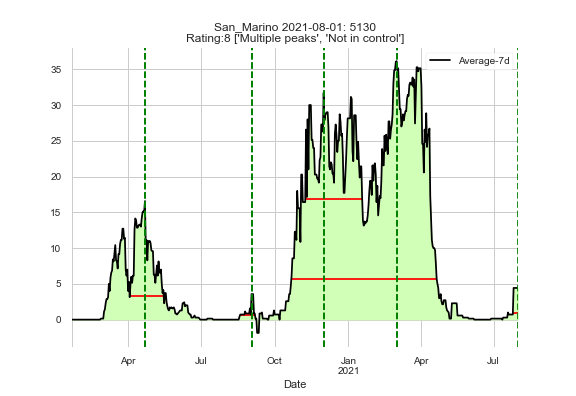 San_Marino 2021-08-01: 5130
Rating:8 ['Multiple peaks', 'Not in control']
Average-7d
35
30
25
20
15
10
5
0
Apr Jul Oct Jan Apr Jul
2021
Date